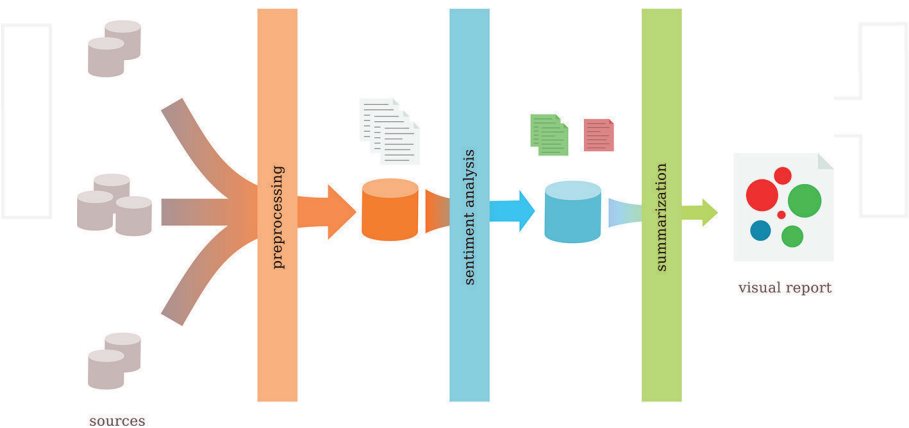 preprocessing
sentiment analysis
summarization
visual report
sources